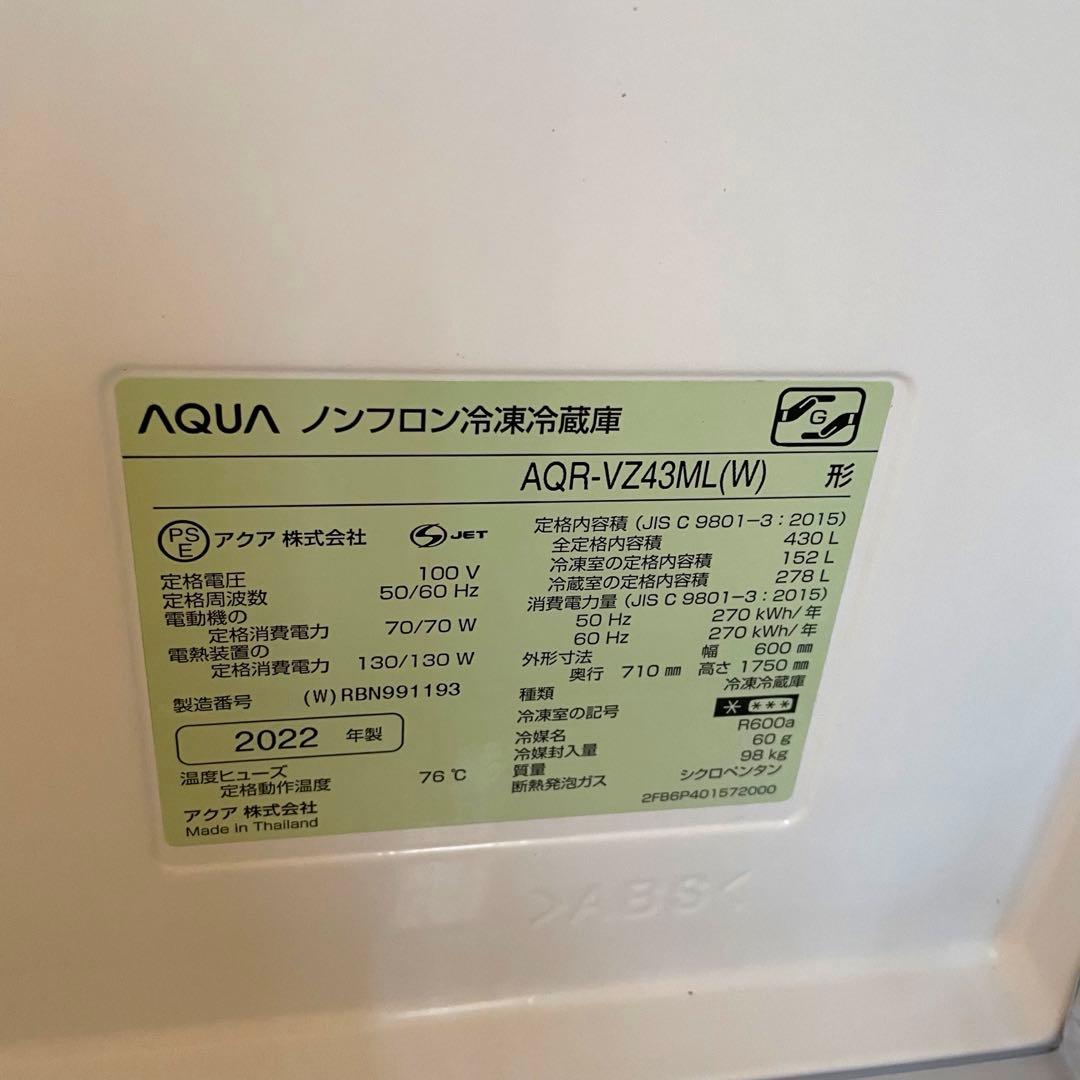 AQUA ノンフロン冷凍冷蔵庫
G
AQR-VZ43ML(W) 形
PS
E
アクア 株式会社
JET
定格電圧 100 V
定格周波数 50/60 Hz
電動機の
定格消費電力 70/70 W
電熱装置の
定格消費電力 130/130 W
製造番号 (W)RBN991193
2022 年製
温度ヒューズ
定格動作温度 76 ℃
アクア 株式会社
Made in Thailand
定格内容積 (JIS C 9801-3 : 2015)
全定格内容積 430 L
冷凍室の定格内容積 152 L
冷蔵室の定格内容積 278 L
消費電力量 (JIS C 9801-3 : 2015)
50 Hz 270 kWh/ 年
60 Hz 270 kWh/ 年
外形寸法 幅 600 ㎜
奥行 710 ㎜ 高さ 1750 ㎜
種類 冷凍冷蔵庫
冷凍室の記号 * ***
冷媒名 R600a
冷媒封入量 60 g
質量 98 kg
断熱発泡ガス シクロペンタン
2FB6P401572000
>ABS<